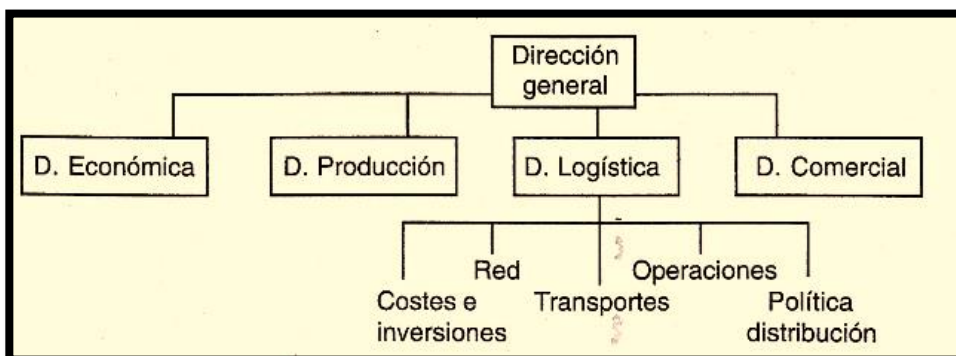 Dirección
general
D. Económica
D. Producción
D. Logística
D. Comercial
Red
Operaciones
Costes e
inversiones
Transportes
Política
distribución